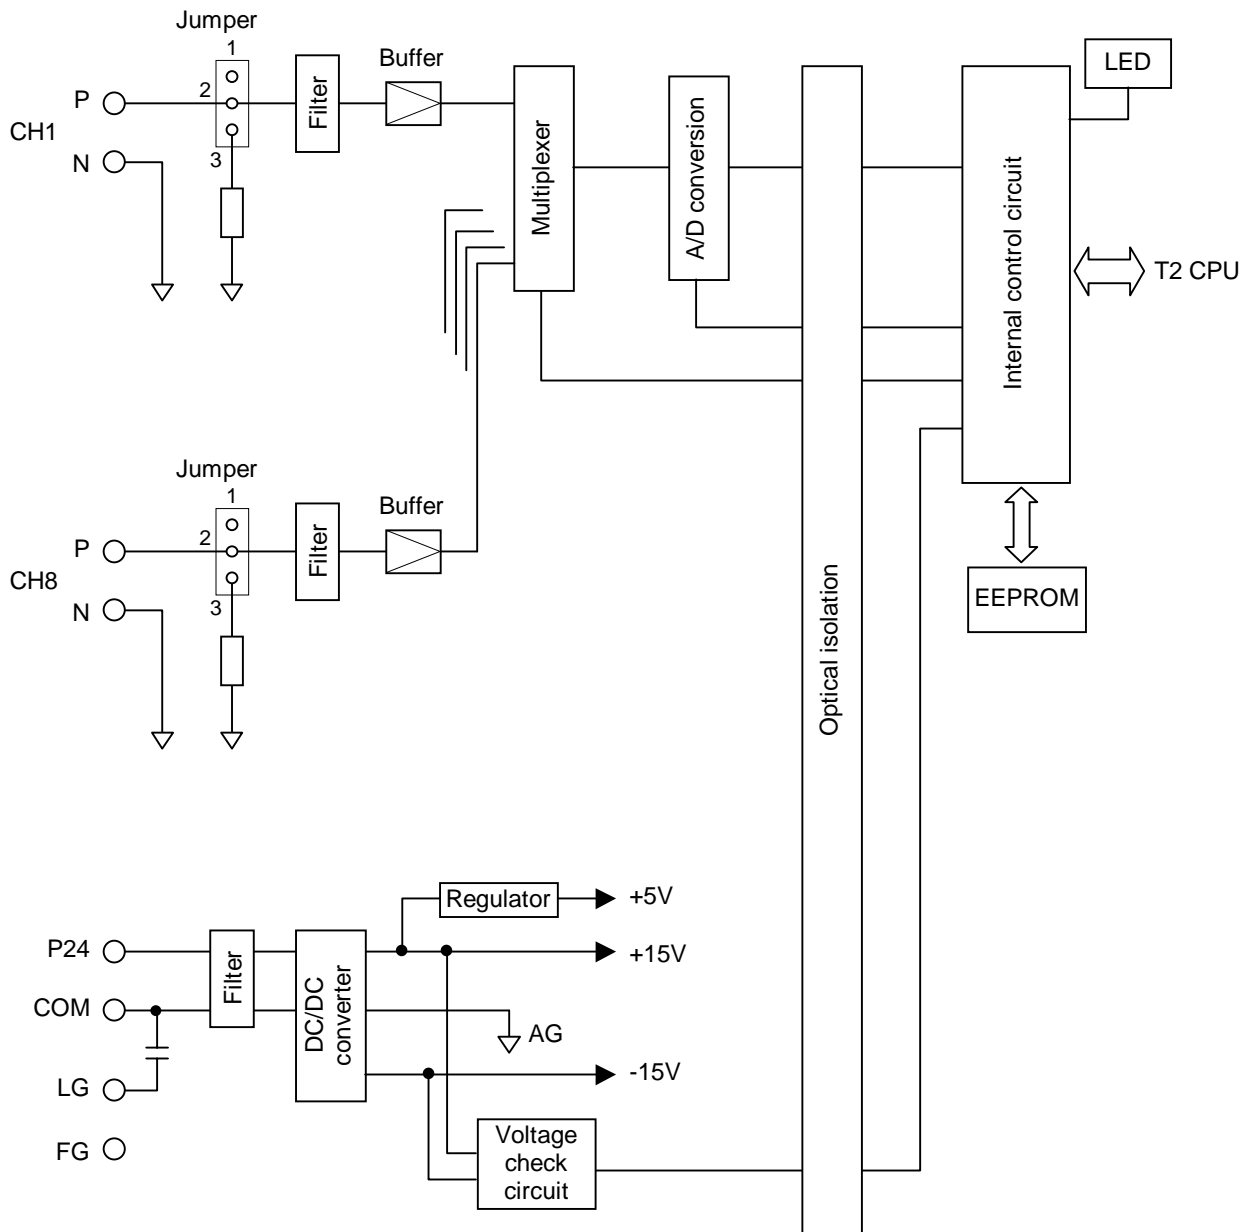 Jumper
1
2
3
P
CH1
N
Filter
Buffer
Multiplexer
A/D conversion
Optical isolation
Internal control circuit
LED
T2 CPU
EEPROM
Jumper
1
2
3
P
CH8
N
Filter
Buffer
P24
COM
LG
FG
Filter
DC/DC
converter
Regulator
+5V
+15V
AG
-15V
Voltage
check
circuit